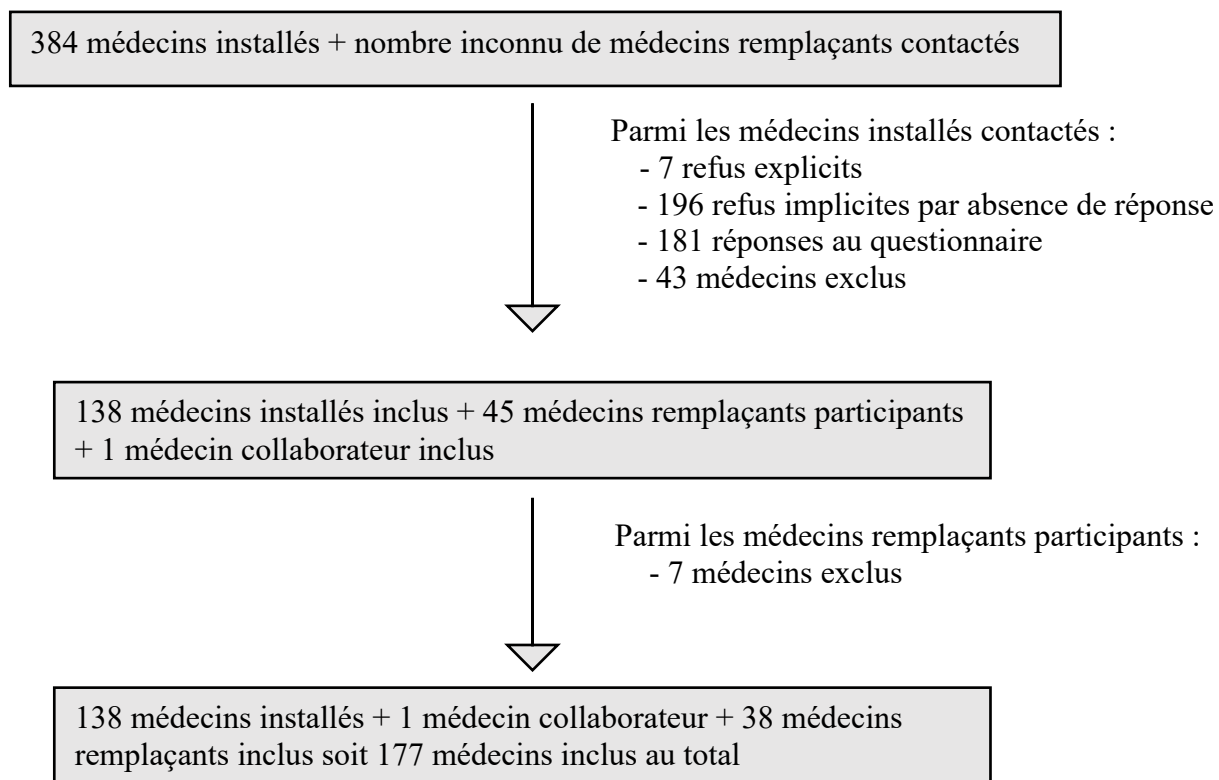 384 médecins installés + nombre inconnu de médecins remplaçants contactés
Parmi les médecins installés contactés :
- 7 refus explicits
- 196 refus implicites par absence de réponse
- 181 réponses au questionnaire
- 43 médecins exclus
138 médecins installés inclus + 45 médecins remplaçants participants
+ 1 médecin collaborateur inclus
Parmi les médecins remplaçants participants :
- 7 médecins exclus
138 médecins installés + 1 médecin collaborateur + 38 médecins
remplaçants inclus soit 177 médecins inclus au total